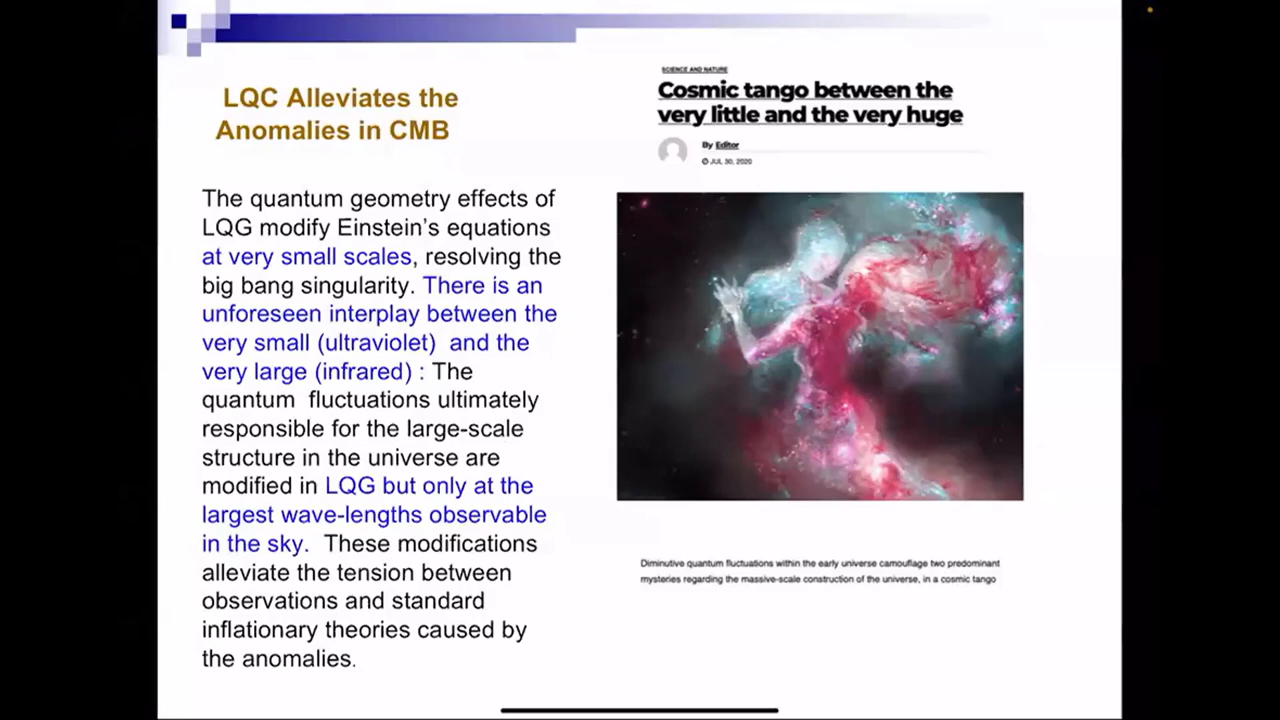 LQC Alleviates the
Anomalies in CMB
The quantum geometry effects of
LQG modify Einstein’s equations
at very small scales, resolving the
big bang singularity. There is an
unforeseen interplay between the
very small (ultraviolet) and the
very large (infrared) : The
quantum fluctuations ultimately
responsible for the large-scale
structure in the universe are
modified in LQG but only at the
largest wave-lengths observable
in the sky. These modifications
alleviate the tension between
observations and standard
inflationary theories caused by
the anomalies.
SCIENCE AND NATURE
Cosmic tango between the
very little and the very huge
By Editor
JUL 30, 2020
Diminutive quantum fluctuations within the early universe camouflage two predominant
mysteries regarding the massive-scale construction of the universe, in a cosmic tango